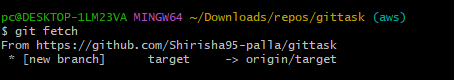 pc@DESKTOP-1LM23VA MINGW64 ~/Downloads/repos/gittask (aws)
$ git fetch
From https://github.com/Shirisha95-palla/gittask
 * [new branch]      target     -> origin/target